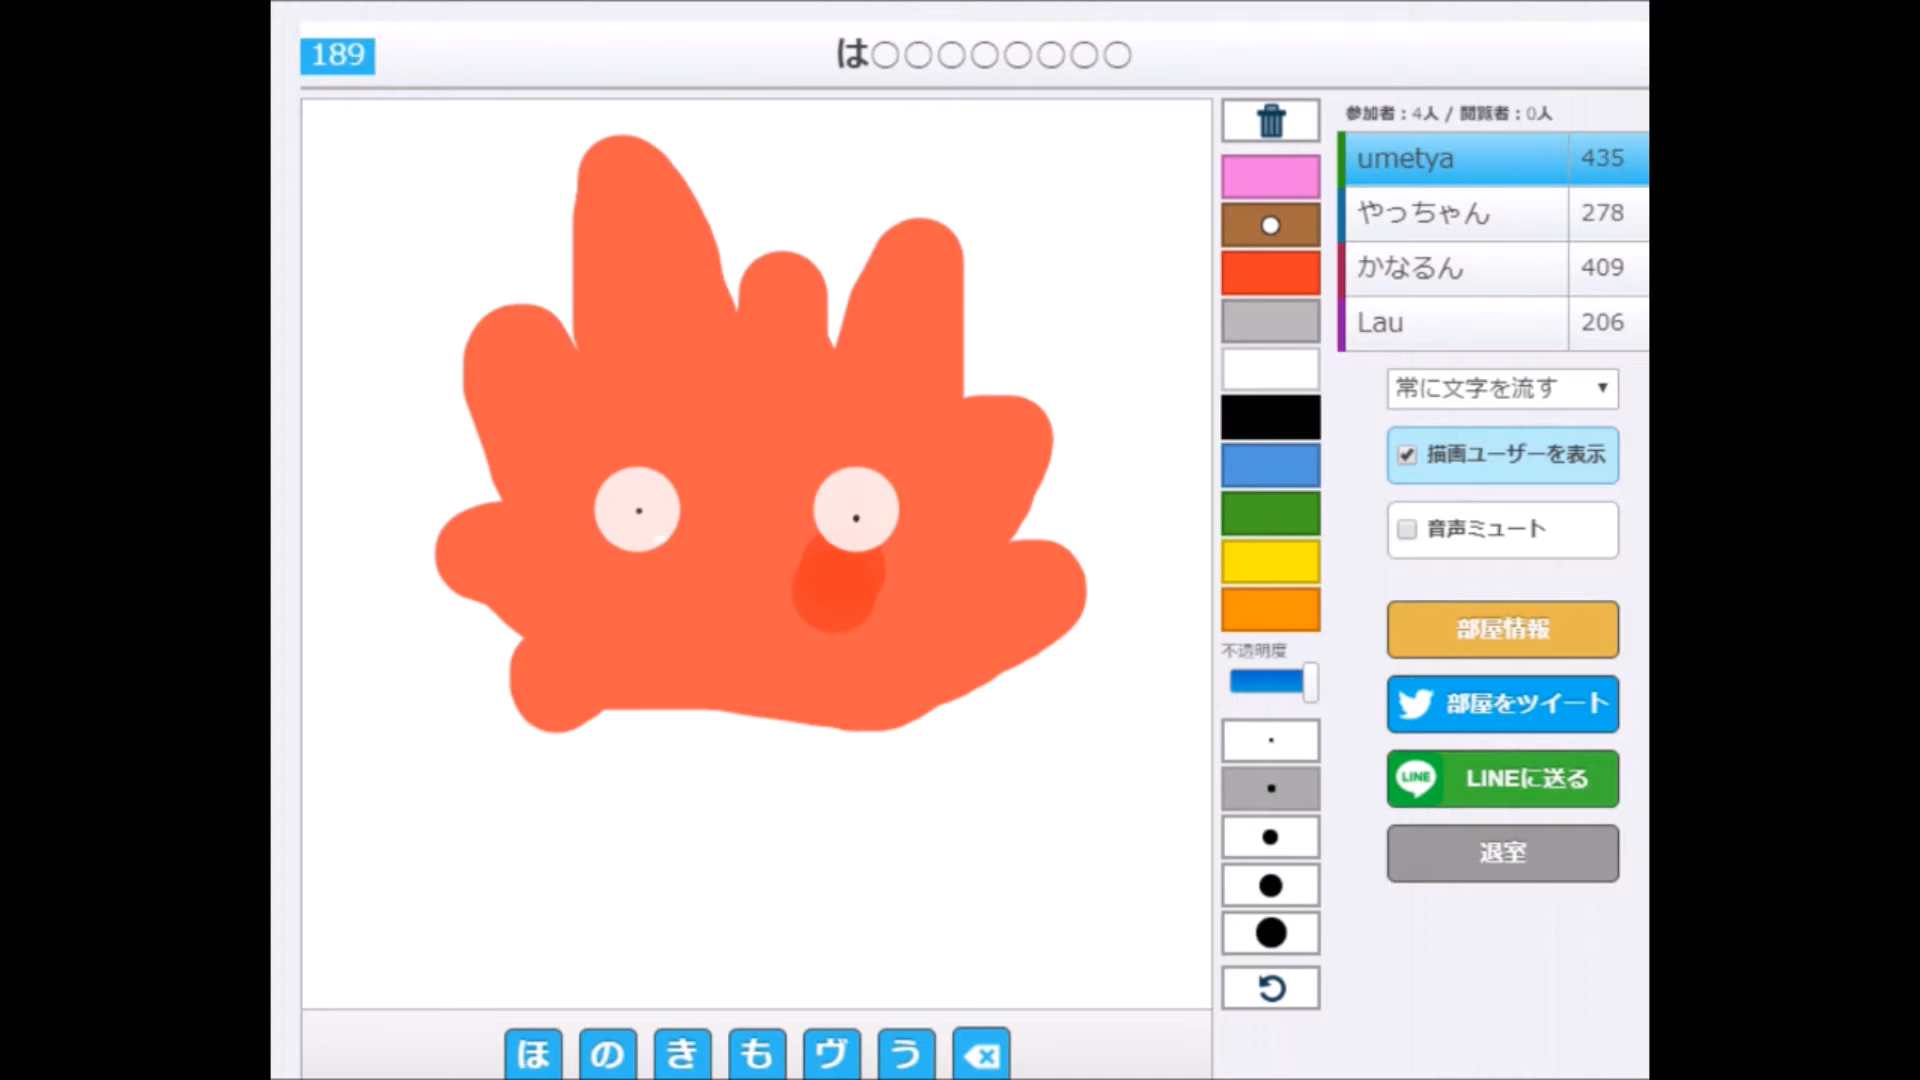 189
は○○○○○○○○
参加者：4人 / 閲覧者：0人
umetya 435
やっちゃん 278
かなるん 409
Lau 206
常に文字を流す
描画ユーザーを表示
音声ミュート
不透明度
部屋情報
部屋をツイート
LINE LINEに送る
退室
ほ の き も ヴ う